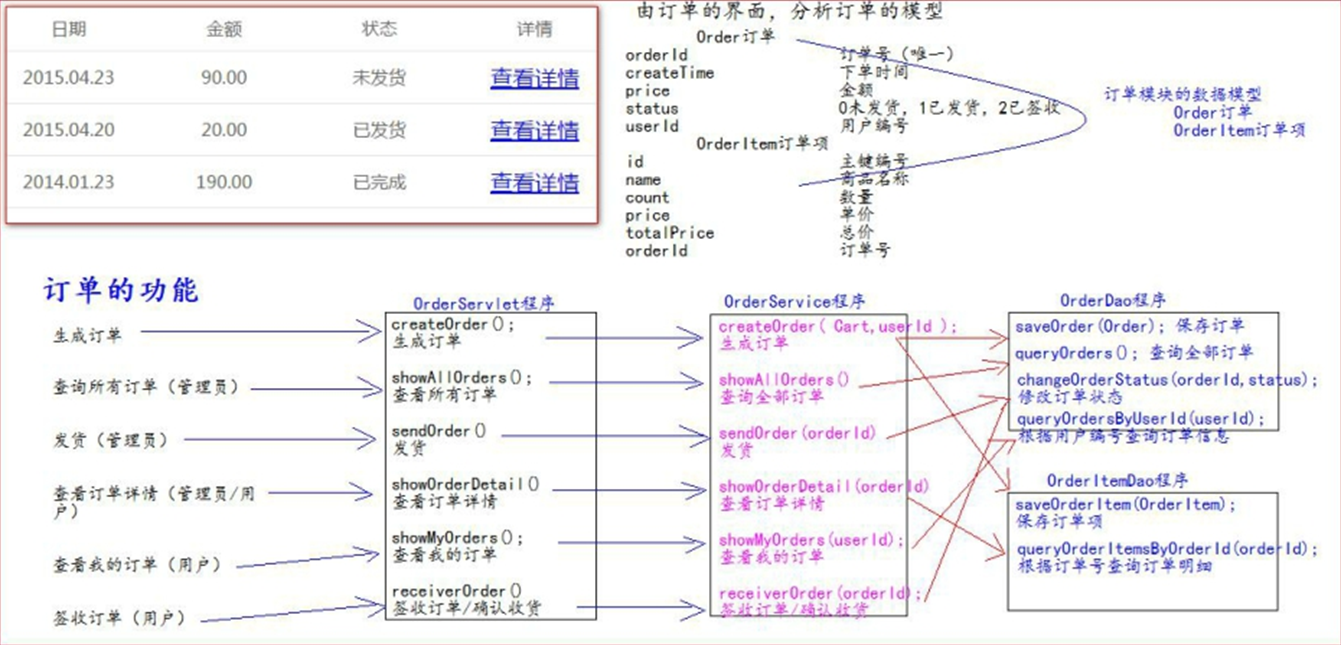 日期 金额 状态 详情
2015.04.23 90.00 未发货 查看详情
2015.04.20 20.00 已发货 查看详情
2014.01.23 190.00 已完成 查看详情
由订单的界面，分析订单的模型
Order订单
orderId 订单号（唯一）
createTime 下单时间
price 金额
status 0未发货，1已发货，2已签收
userId 用户编号
OrderItem订单项
id 主键编号
name 商品名称
count 数量
price 单价
totalPrice 总价
orderId 订单号
订单模块的数据模型
Order订单
OrderItem订单项
订单的功能
生成订单
查询所有订单（管理员）
发货（管理员）
查看订单详情（管理员/用
户）
查看我的订单（用户）
签收订单（用户）
OrderServlet程序
createOrder();
生成订单
showAllOrders();
查看所有订单
sendOrder()
发货
showOrderDetail()
查看订单详情
showMyOrders();
查看我的订单
receiverOrder()
签收订单/确认收货
OrderService程序
createOrder( Cart,userId );
生成订单
showAllOrders()
查询全部订单
sendOrder(orderId)
发货
showOrderDetail(orderId)
查看订单详情
showMyOrders(userId);
查看我的订单
receiverOrder(orderId);
签收订单/确认收货
OrderDao程序
saveOrder(Order); 保存订单
queryOrders(); 查询全部订单
changeOrderStatus(orderId,status);
修改订单状态
queryOrdersByUserId(userId);
根据用户编号查询订单信息
OrderItemDao程序
saveOrderItem(OrderItem);
保存订单项
queryOrderItemsByOrderId(orderId);
根据订单号查询订单明细